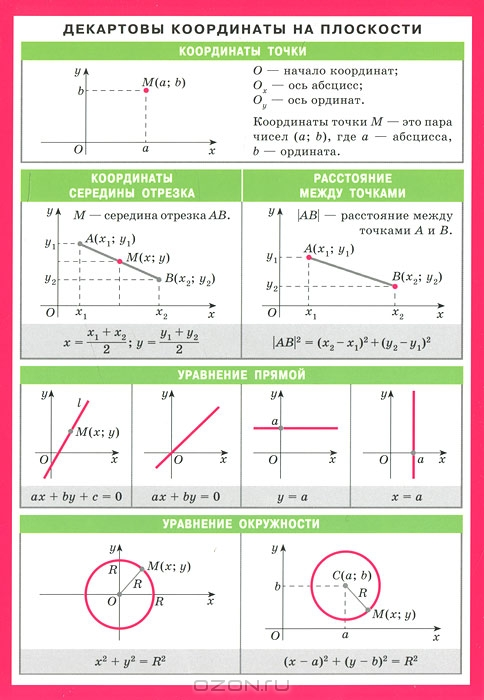 ДЕКАРТОВЫ КООРДИНАТЫ НА ПЛОСКОСТИ
КООРДИНАТЫ ТОЧКИ
y
b
M(a; b)
O
a
x
O — начало координат;
Oₓ — ось абсцисс;
Oᵧ — ось ординат.
Координаты точки M — это пара
чисел (a; b), где a — абсцисса,
b — ордината.
КООРДИНАТЫ
СЕРЕДИНЫ ОТРЕЗКА
M — середина отрезка AB.
y
y₁
A(x₁; y₁)
M(x; y)
y₂
B(x₂; y₂)
O
x₁
x₂
x
x = (x₁ + x₂)/2; y = (y₁ + y₂)/2
РАССТОЯНИЕ
МЕЖДУ ТОЧКАМИ
|AB| — расстояние между
точками A и B.
y
y₁
A(x₁; y₁)
y₂
B(x₂; y₂)
O
x₁
x₂
x
|AB|² = (x₂ – x₁)² + (y₂ – y₁)²
УРАВНЕНИЕ ПРЯМОЙ
y
l
M(x; y)
O
x
ax + by + c = 0
y
O
x
ax + by = 0
y
a
O
x
y = a
y
O
a
x
x = a
УРАВНЕНИЕ ОКРУЖНОСТИ
y
R
M(x; y)
R
O
R
x
x² + y² = R²
y
C(a; b)
b
R
M(x; y)
O
a
x
(x – a)² + (y – b)² = R²
ozon.ru